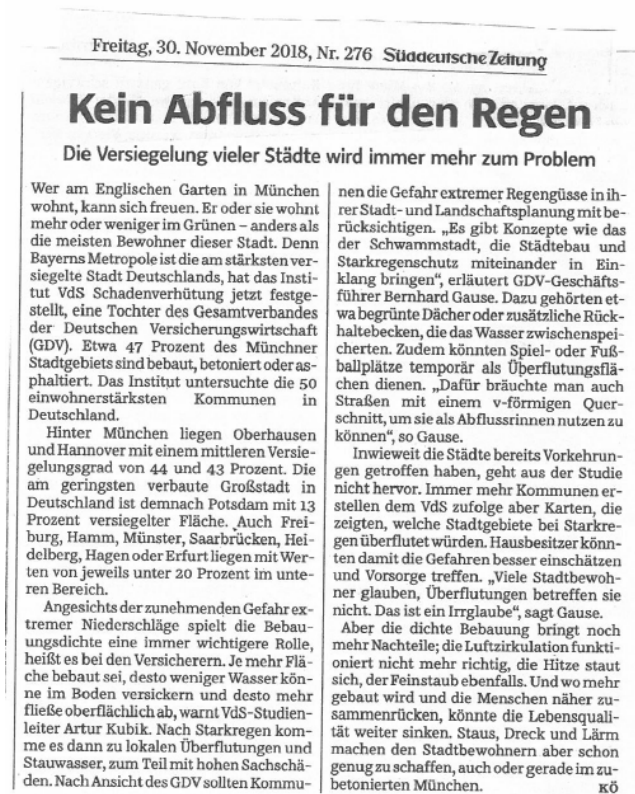 Freitag, 30. November 2018, Nr. 276 Süddeutsche Zeitung
Kein Abfluss für den Regen
Die Versiegelung vieler Städte wird immer mehr zum Problem
Wer am Englischen Garten in München
wohnt, kann sich freuen. Er oder sie wohnt
mehr oder weniger im Grünen – anders als
die meisten Bewohner dieser Stadt. Denn
Bayerns Metropole ist die am stärksten ver-
siegelte Stadt Deutschlands, hat das Insti-
tut VdS Schadenverhütung jetzt festge-
stellt, eine Tochter des Gesamtverbandes
der Deutschen Versicherungswirtschaft
(GDV). Etwa 47 Prozent des Münchner
Stadtgebiets sind bebaut, betoniert oder as-
phaltiert. Das Institut untersuchte die 50
einwohnerstärksten Kommunen in
Deutschland.
Hinter München liegen Oberhausen
und Hannover mit einem mittleren Versie-
gelungsgrad von 44 und 43 Prozent. Die
am geringsten verbaute Großstadt in
Deutschland ist demnach Potsdam mit 13
Prozent versiegelter Fläche. Auch Frei-
burg, Hamm, Münster, Saarbrücken, Hei-
delberg, Hagen oder Erfurt liegen mit Wer-
ten von jeweils unter 20 Prozent im unte-
ren Bereich.
Angesichts der zunehmenden Gefahr ex-
tremer Niederschläge spielt die Bebau-
ungsdichte eine immer wichtigere Rolle,
heißt es bei den Versicherern. Je mehr Flä-
che bebaut sei, desto weniger Wasser kön-
ne im Boden versickern und desto mehr
fließe oberflächlich ab, warnt VdS-Studien-
leiter Artur Kubik. Nach Starkregen kom-
me es dann zu lokalen Überflutungen und
Stauwasser, zum Teil mit hohen Sachschä-
den. Nach Ansicht des GDV sollten Kommu-
nen die Gefahr extremer Regengüsse in ih-
rer Stadt- und Landschaftsplanung mit be-
rücksichtigen. „Es gibt Konzepte wie das
der Schwammstadt, die Städtebau und
Starkregenschutz miteinander in Ein-
klang bringen“, erläutert GDV-Geschäfts-
führer Bernhard Gause. Dazu gehörten et-
wa begrünte Dächer oder zusätzliche Rück-
haltebecken, die das Wasser zwischenspei-
cherten. Zudem könnten Spiel- oder Fuß-
ballplätze temporär als Überflutungsflä-
chen dienen. „Dafür bräuchte man auch
Straßen mit einem v-förmigen Quer-
schnitt, um sie als Abflussrinnen nutzen zu
können“, so Gause.
Inwieweit die Städte bereits Vorkehrun-
gen getroffen haben, geht aus der Studie
nicht hervor. Immer mehr Kommunen er-
stellen dem VdS zufolge aber Karten, die
zeigten, welche Stadtgebiete bei Starkre-
gen überflutet würden. Hausbesitzer könn-
ten damit die Gefahren besser einschätzen
und Vorsorge treffen. „Viele Stadtbewoh-
ner glauben, Überflutungen betreffen sie
nicht. Das ist ein Irrglaube“, sagt Gause.
Aber die dichte Bebauung bringt noch
mehr Nachteile; die Luftzirkulation funkti-
oniert nicht mehr richtig, die Hitze staut
sich, der Feinstaub ebenfalls. Und wo mehr
gebaut wird und die Menschen näher zu-
sammenrücken, könnte die Lebensquali-
tät weiter sinken. Staus, Dreck und Lärm
machen den Stadtbewohnern aber schon
genug zu schaffen, auch oder gerade im zu-
betonierten München. KÖ